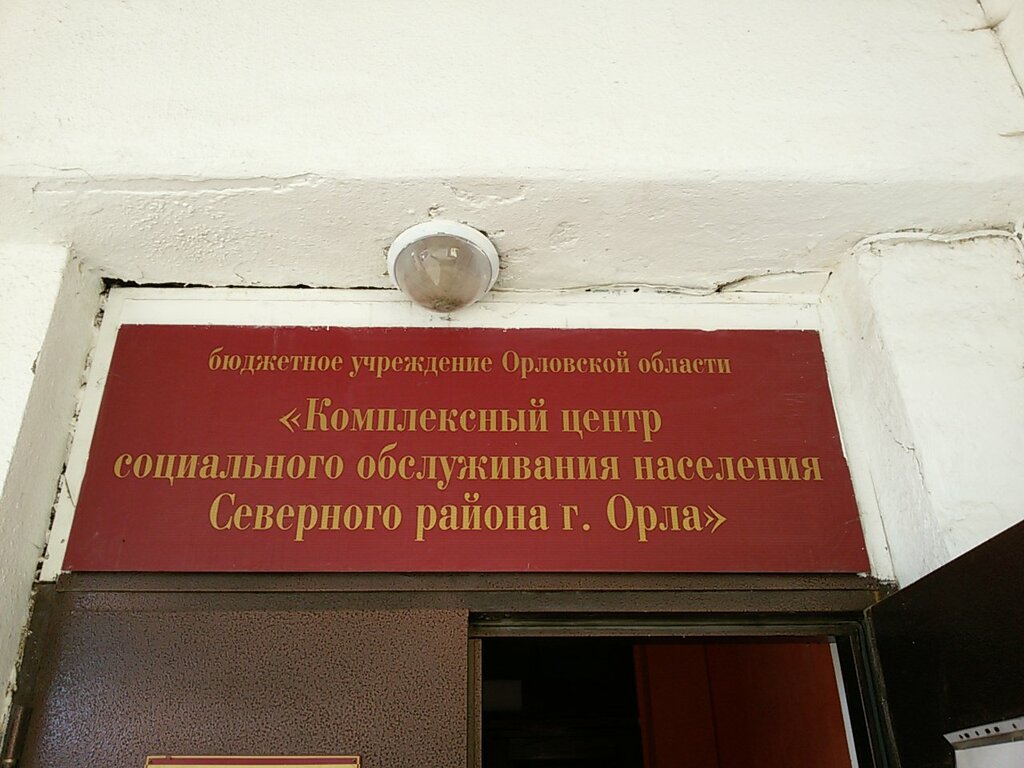 бюджетное учреждение Орловской области
«Комплексный центр
социального обслуживания населения
Северного района г. Орла»